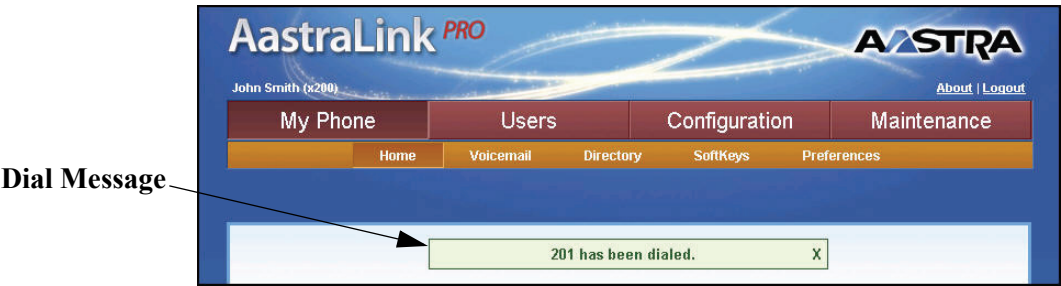 AastraLink PRO
AASTRA
John Smith (x200)
About | Logout
My Phone Users Configuration Maintenance
Home Voicemail Directory SoftKeys Preferences
Dial Message
201 has been dialed. X